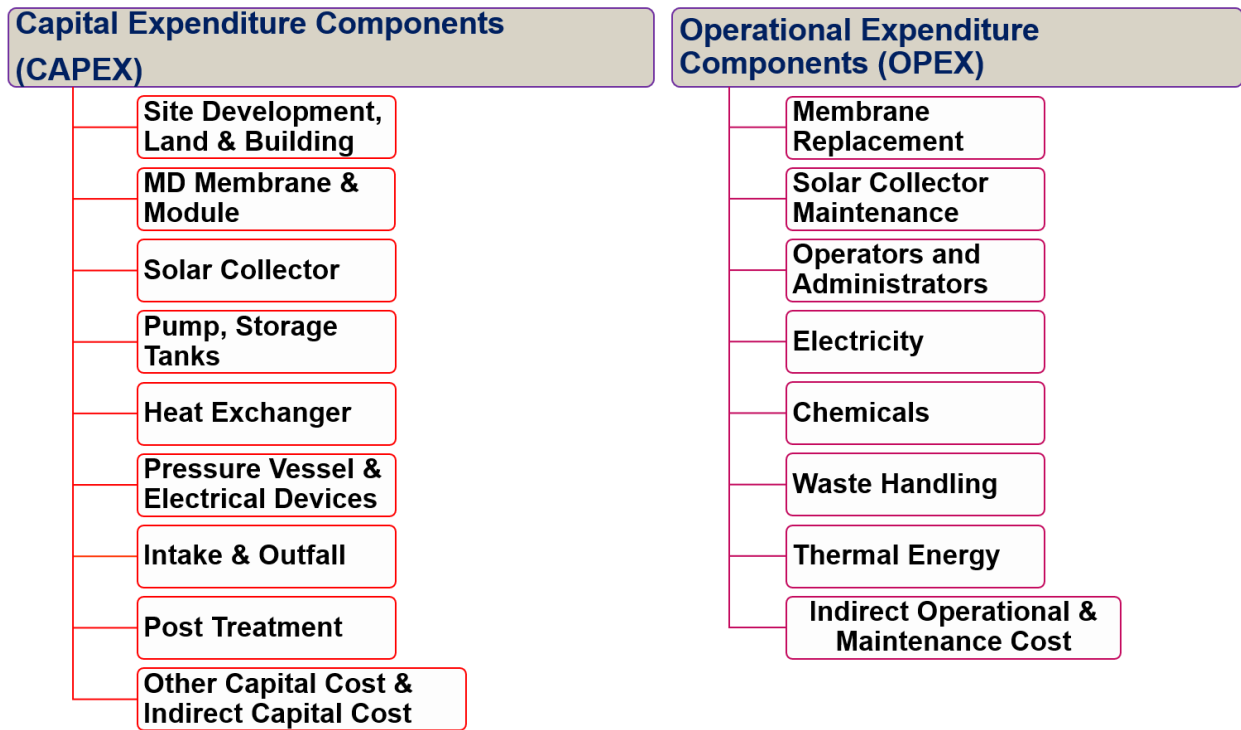 Capital Expenditure Components
(CAPEX)
Site Development,
Land & Building
MD Membrane &
Module
Solar Collector
Pump, Storage
Tanks
Heat Exchanger
Pressure Vessel &
Electrical Devices
Intake & Outfall
Post Treatment
Other Capital Cost &
Indirect Capital Cost
Operational Expenditure
Components (OPEX)
Membrane
Replacement
Solar Collector
Maintenance
Operators and
Administrators
Electricity
Chemicals
Waste Handling
Thermal Energy
Indirect Operational &
Maintenance Cost